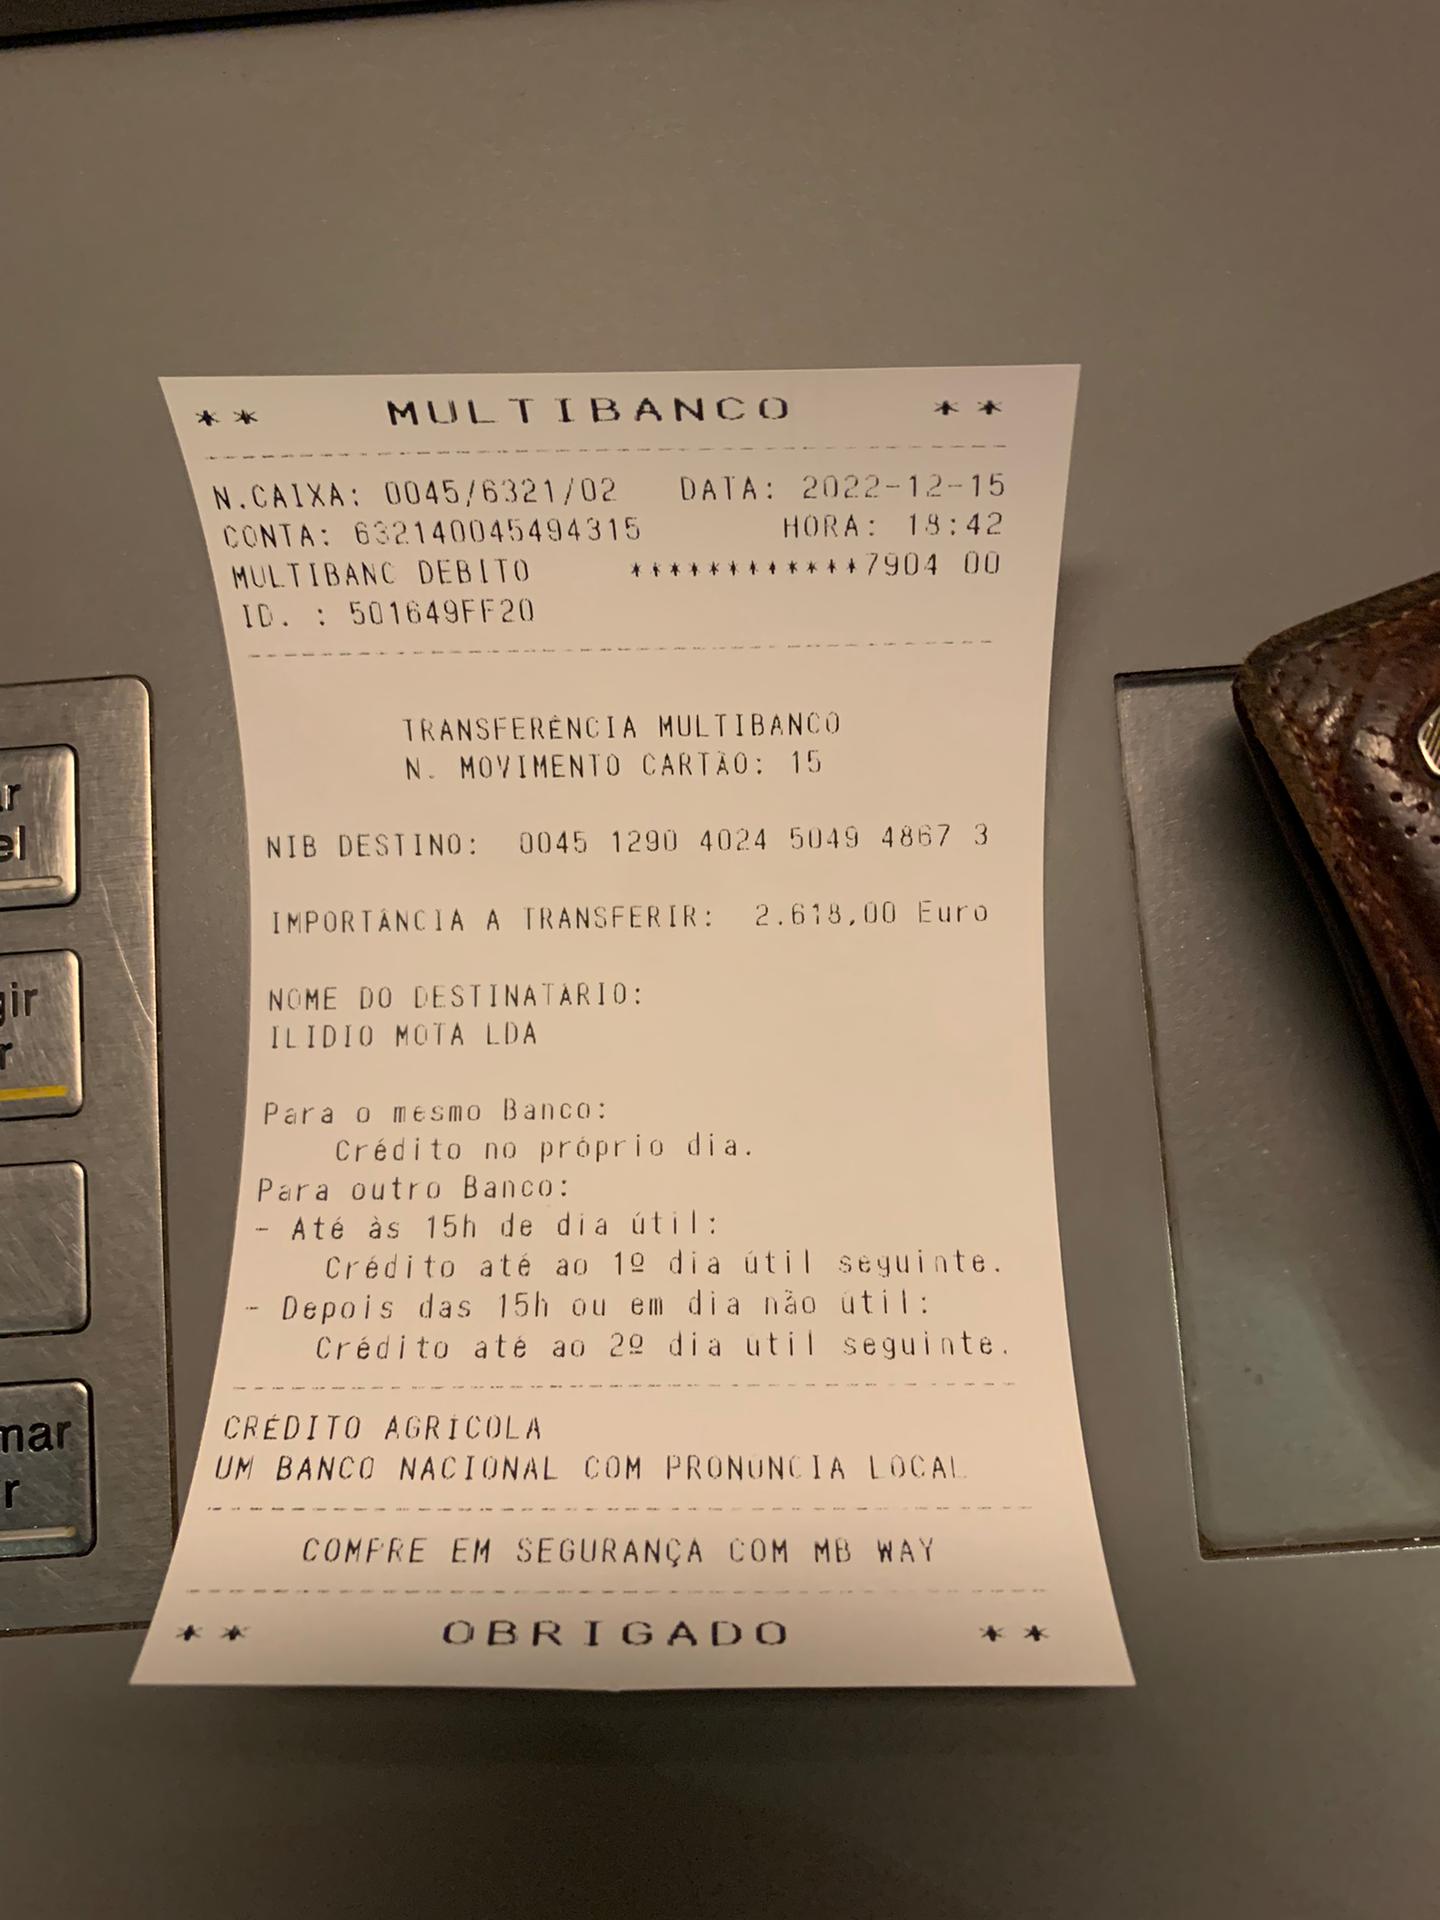 ** MULTIBANCO **
N.CAIXA: 0045/6321/02 DATA: 2022-12-15
CONTA: 632140045494315 HORA: 18:42
MULTIBANC DEBITO ************7904 00
ID. : 501649FF20
TRANSFERÊNCIA MULTIBANCO
N. MOVIMENTO CARTÃO: 15
NIB DESTINO: 0045 1290 4024 5049 4867 3
IMPORTÂNCIA A TRANSFERIR: 2.618,00 Euro
NOME DO DESTINATÁRIO:
ILIDIO MOTA LDA
Para o mesmo Banco:
Crédito no próprio dia.
Para outro Banco:
- Até às 15h de dia útil:
Crédito até ao 1º dia útil seguinte.
- Depois das 15h ou em dia não útil:
Crédito até ao 2º dia útil seguinte.
CRÉDITO AGRÍCOLA
UM BANCO NACIONAL COM PRONÚNCIA LOCAL
COMPRE EM SEGURANÇA COM MB WAY
** OBRIGADO **